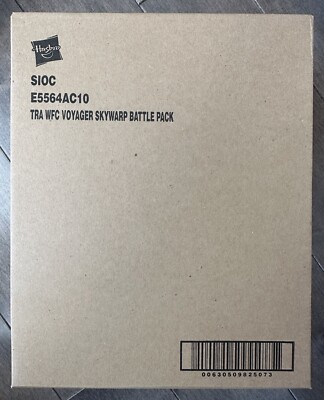 Hasbro
SIOC
E5564AC10
TRA WFC VOYAGER SKYWARP BATTLE PACK
00630509825073